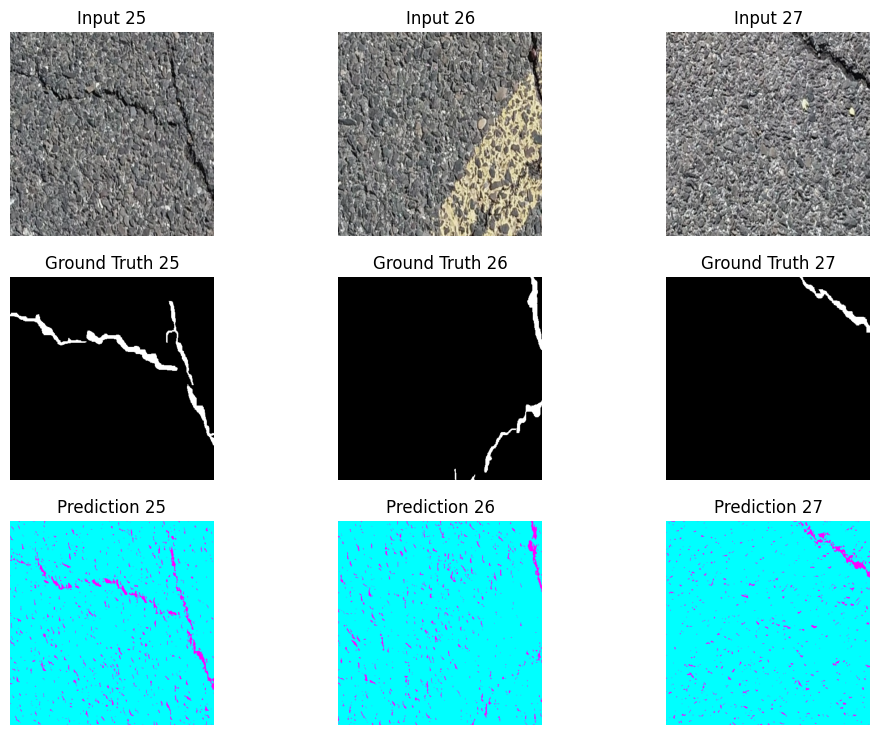 Input 25
Input 26
Input 27
Ground Truth 25
Ground Truth 26
Ground Truth 27
Prediction 25
Prediction 26
Prediction 27